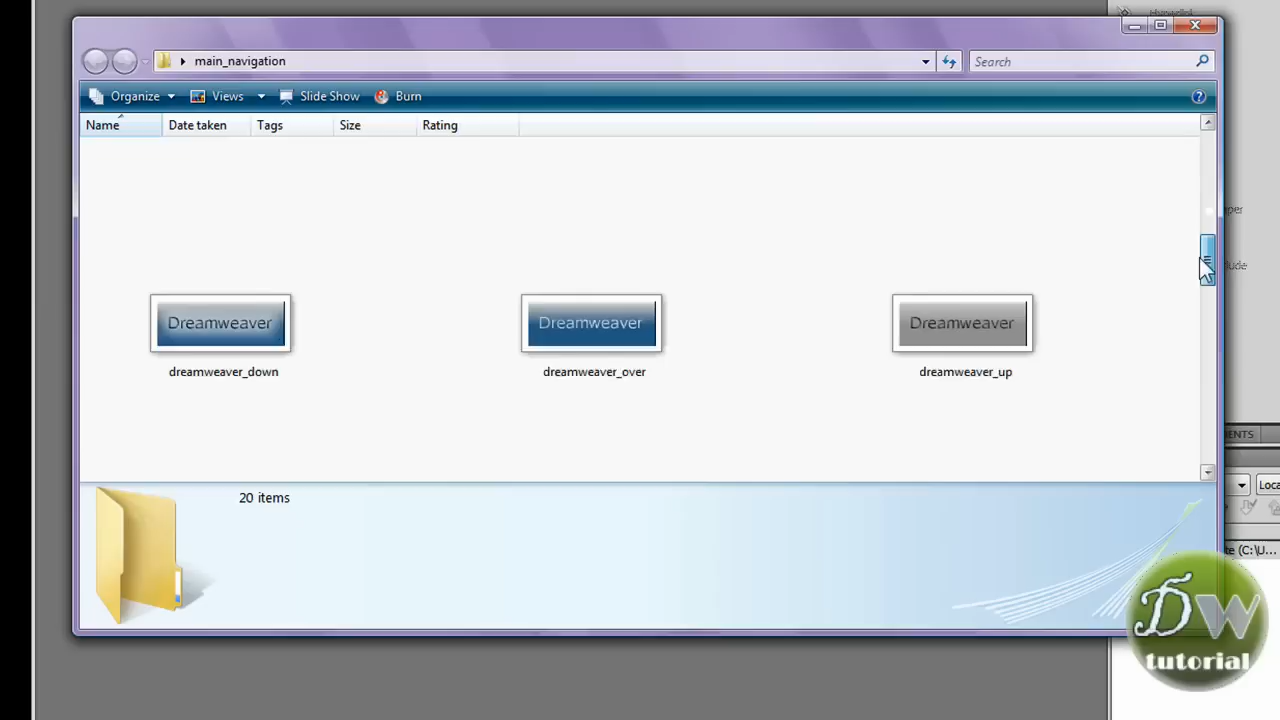 main_navigation
Search
Organize
Views
Slide Show
Burn
Name
Date taken
Tags
Size
Rating
Dreamweaver
Dreamweaver
Dreamweaver
dreamweaver_down
dreamweaver_over
dreamweaver_up
20 items
DW
tutorial